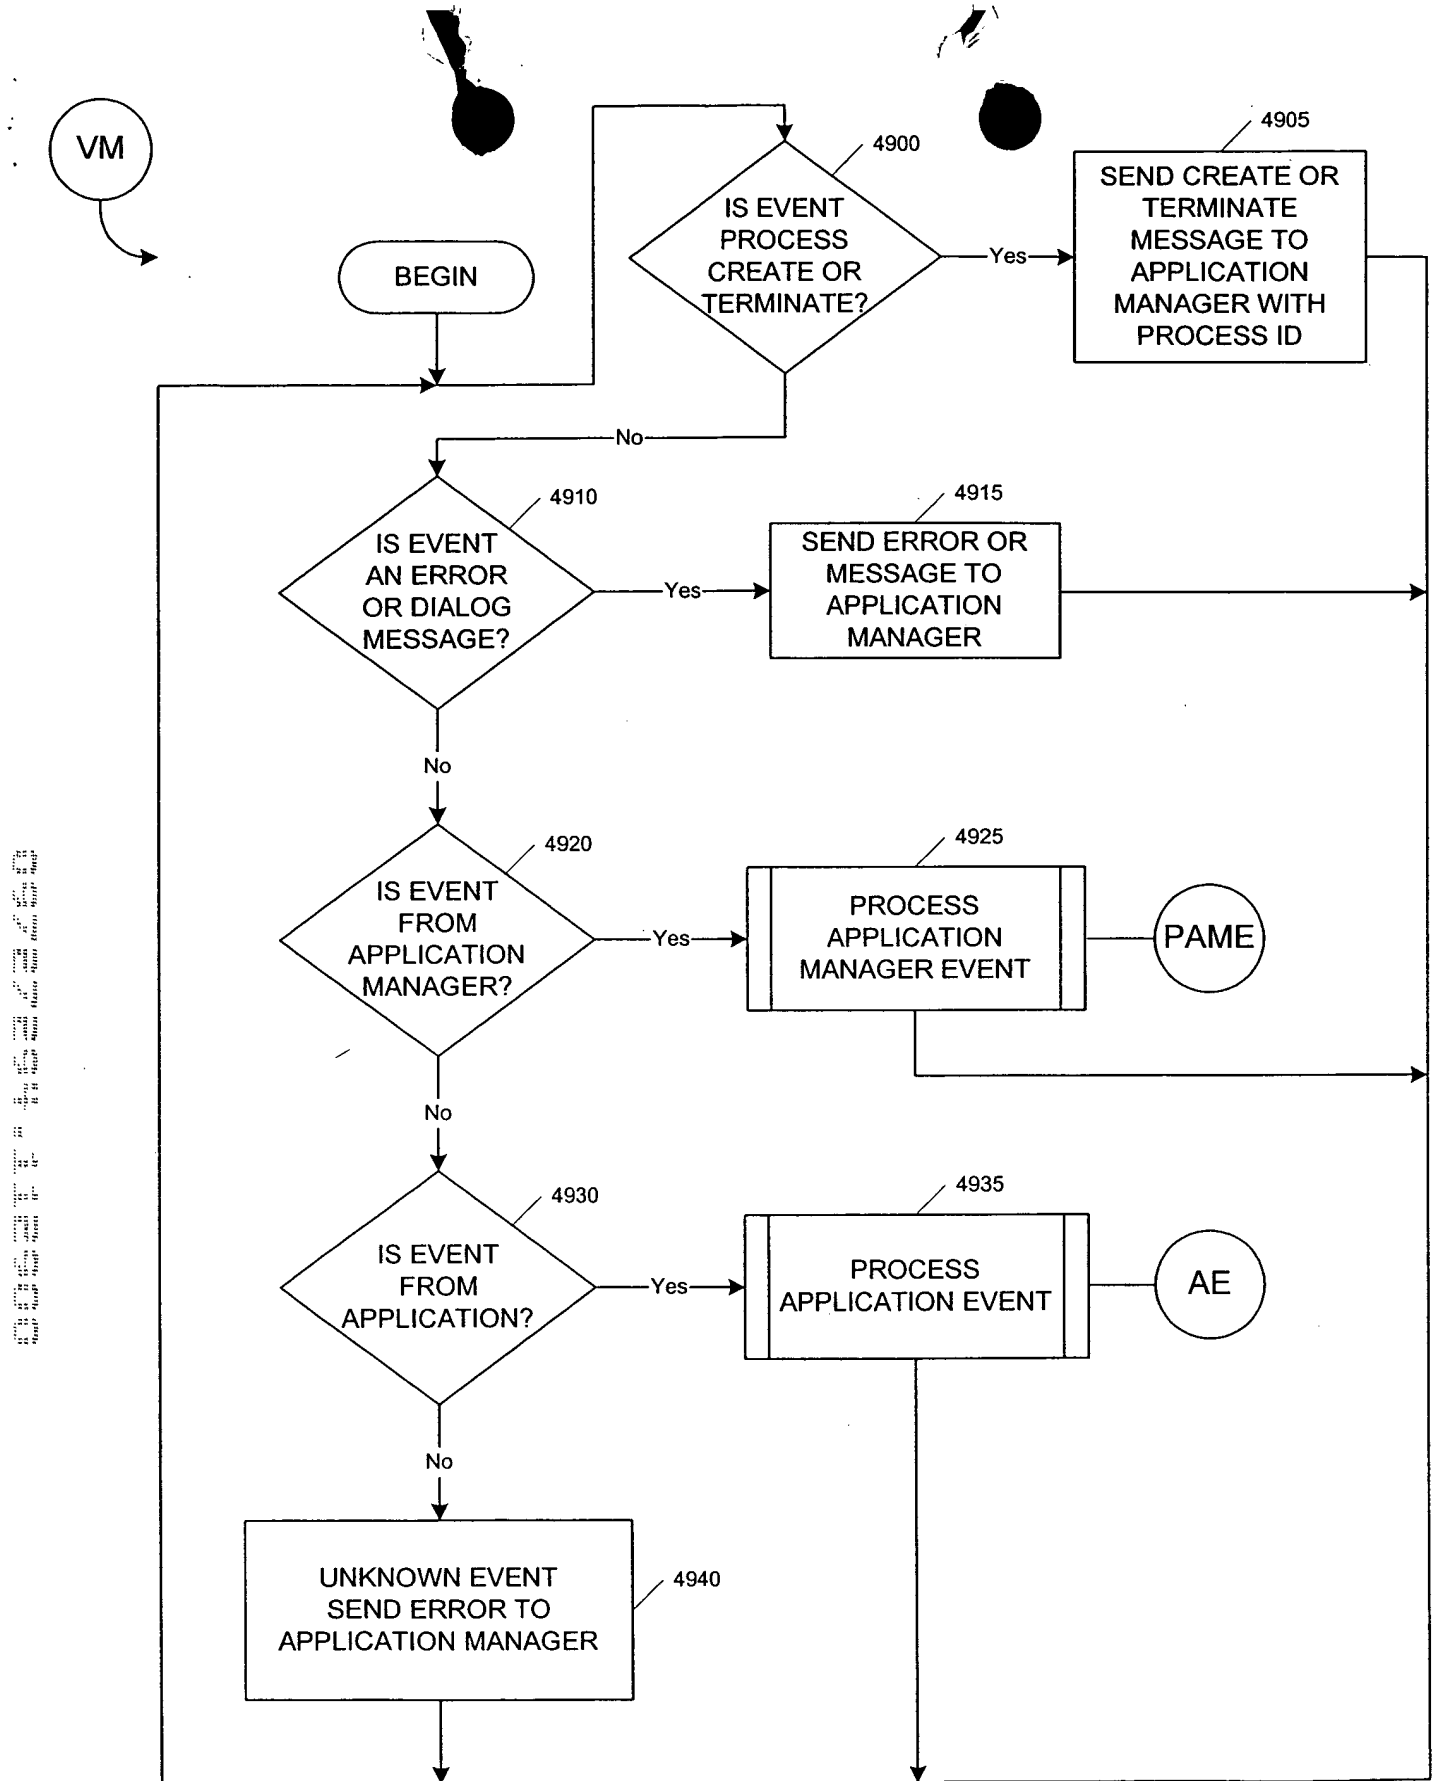 VM
BEGIN
4900
IS EVENT
PROCESS
CREATE OR
TERMINATE?
Yes
4905
SEND CREATE OR
TERMINATE
MESSAGE TO
APPLICATION
MANAGER WITH
PROCESS ID
No
4910
IS EVENT
AN ERROR
OR DIALOG
MESSAGE?
Yes
4915
SEND ERROR OR
MESSAGE TO
APPLICATION
MANAGER
No
4920
IS EVENT
FROM
APPLICATION
MANAGER?
Yes
4925
PROCESS
APPLICATION
MANAGER EVENT
PAME
No
4930
IS EVENT
FROM
APPLICATION?
Yes
4935
PROCESS
APPLICATION EVENT
AE
No
4940
UNKNOWN EVENT
SEND ERROR TO
APPLICATION MANAGER